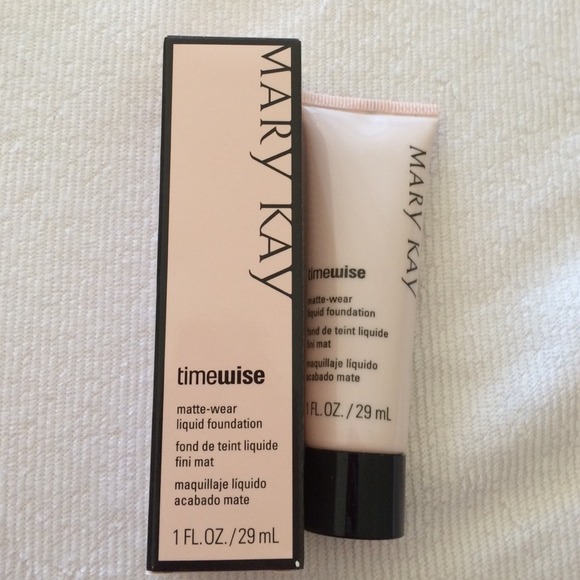 MARY KAY
timewise
matte-wear
liquid foundation
fond de teint liquide
fini mat
maquillaje líquido
acabado mate
1 FL.OZ./29 mL
MARY KAY
timewise
matte-wear
liquid foundation
fond de teint liquide
fini mat
maquillaje líquido
acabado mate
1 FL.OZ./29 mL